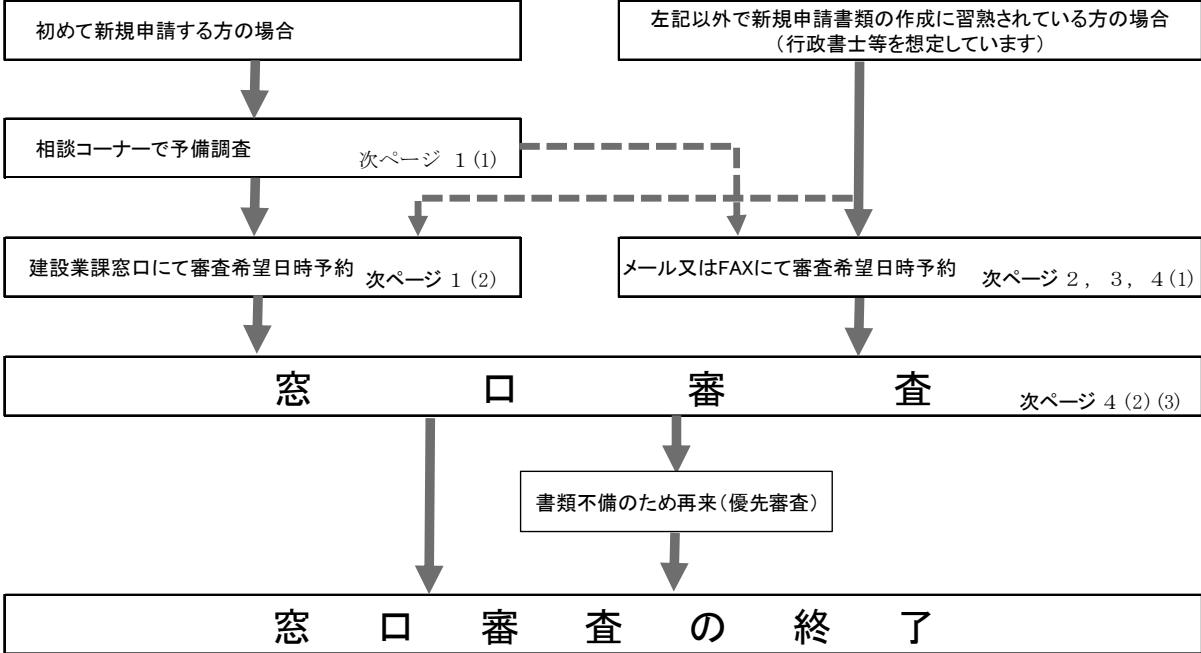 初めて新規申請する方の場合
左記以外で新規申請書類の作成に習熟されている方の場合
(行政書士等を想定しています)
相談コーナーで予備調査
次ページ 1(1)
建設業課窓口にて審査希望日時予約
次ページ 1(2)
メール又はFAXにて審査希望日時予約
次ページ 2, 3, 4(1)
窓 口 審 査
次ページ 4(2)(3)
書類不備のため再来(優先審査)
窓 口 審 査 の 終 了